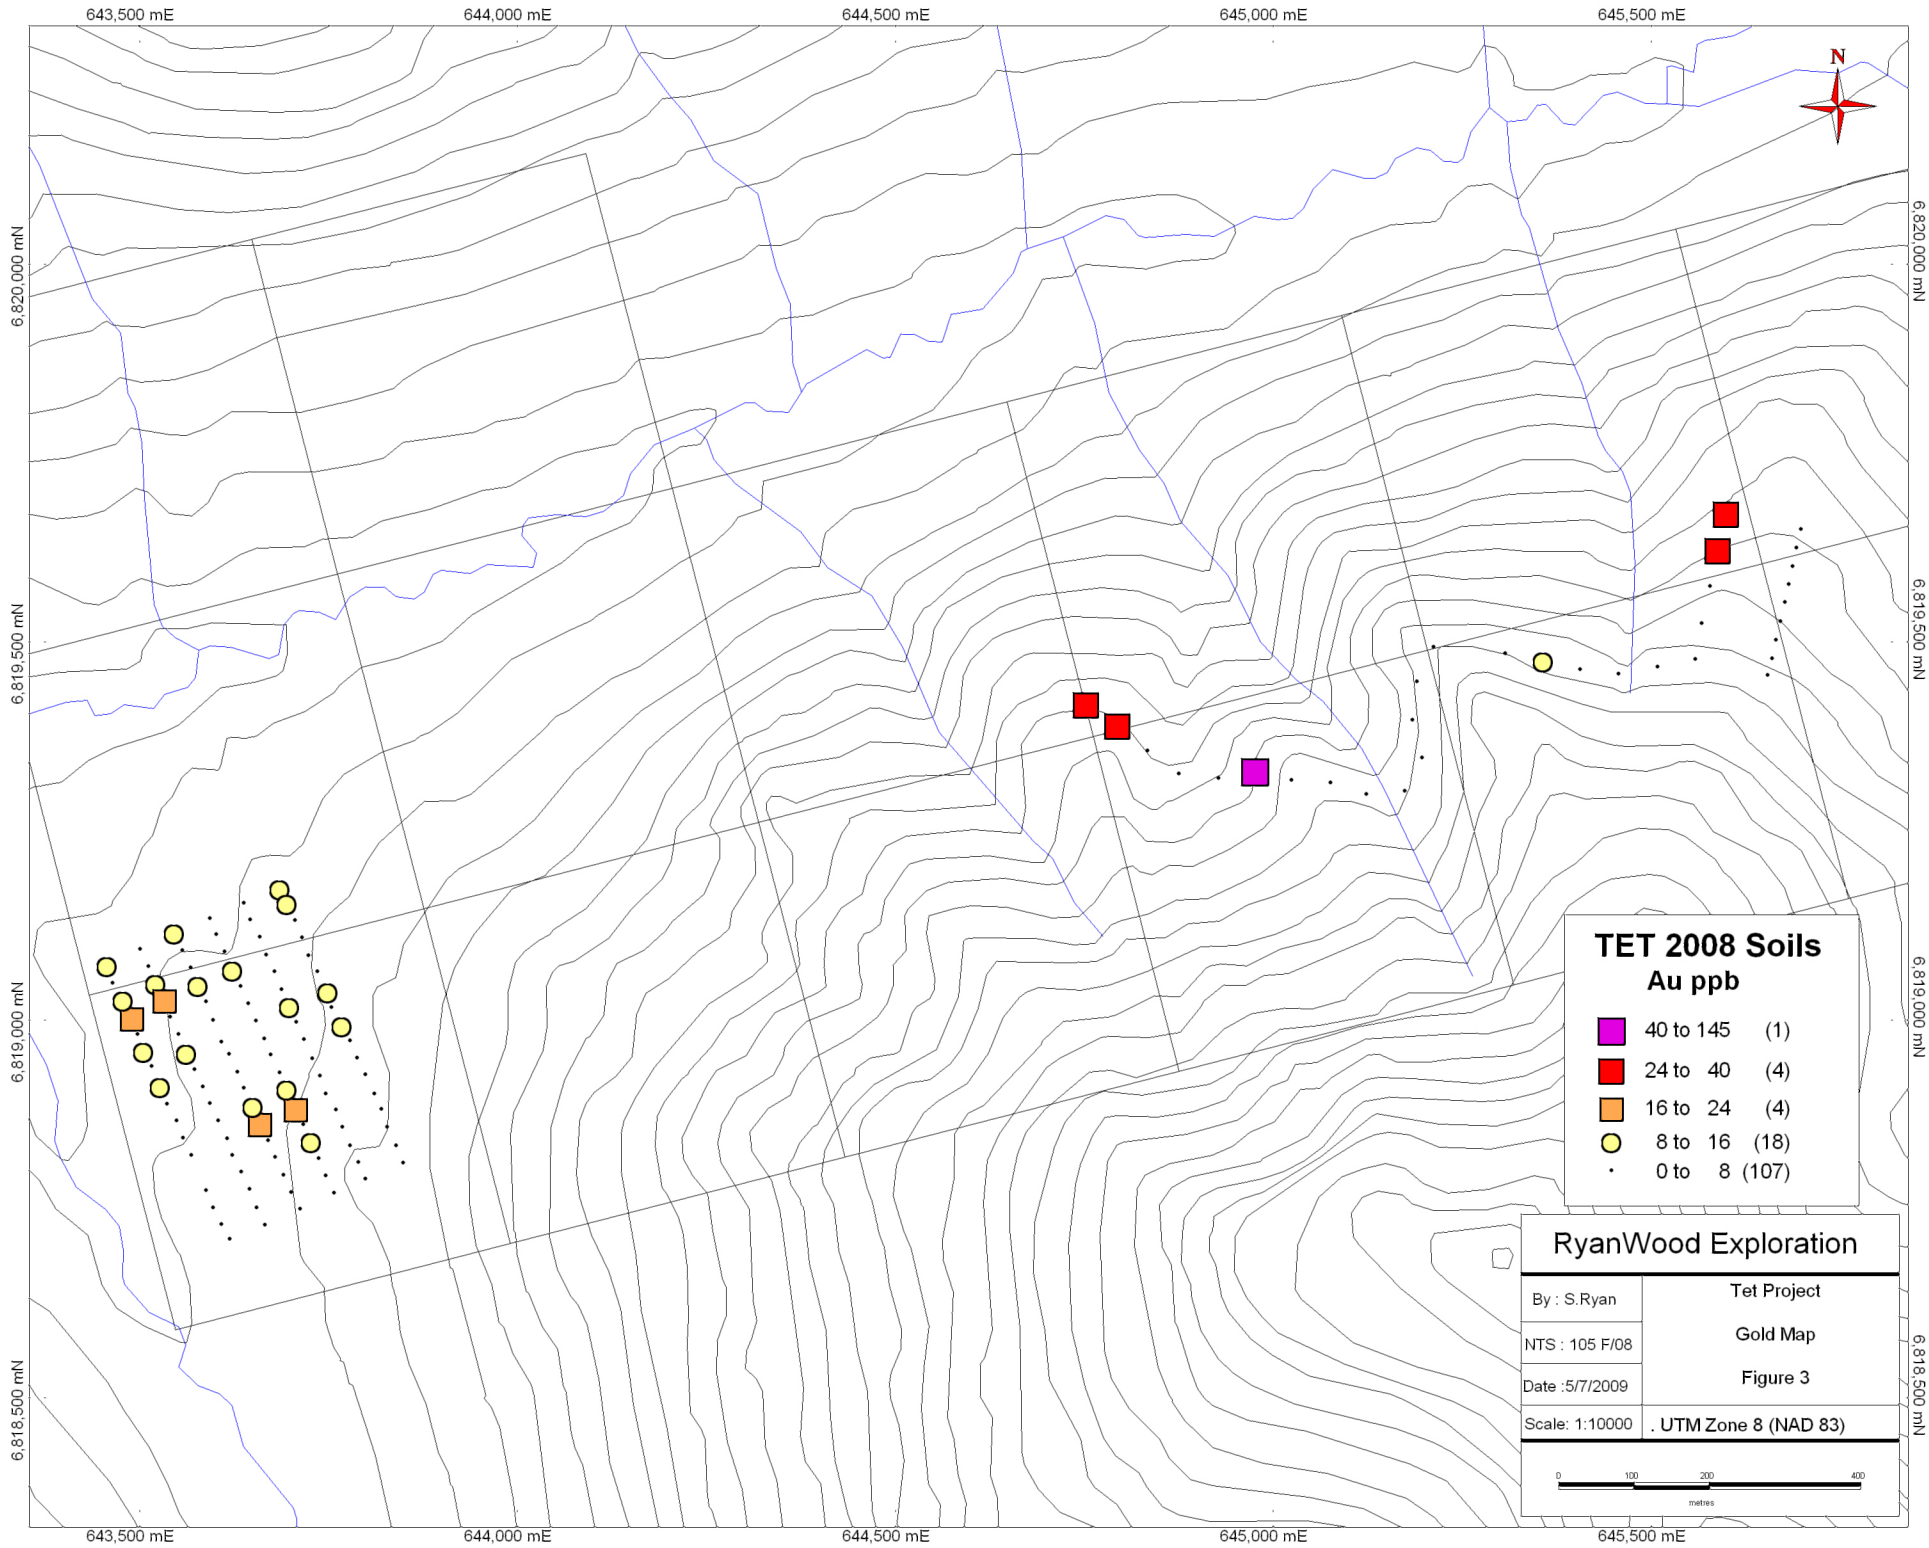 643,500 mE 644,000 mE 644,500 mE 645,000 mE 645,500 mE
N
6,820,000 mN
6,820,000 mN
6,819,500 mN
6,819,500 mN
6,819,000 mN
6,819,000 mN
6,818,500 mN
6,818,500 mN
TET 2008 Soils
Au ppb
40 to 145 (1)
24 to 40 (4)
16 to 24 (4)
8 to 16 (18)
0 to 8 (107)
RyanWood Exploration
By : S.Ryan
NTS : 105 F/08
Date :5/7/2009
Scale: 1:10000
Tet Project
Gold Map
Figure 3
. UTM Zone 8 (NAD 83)
0 100 200 400
metres
643,500 mE 644,000 mE 644,500 mE 645,000 mE 645,500 mE